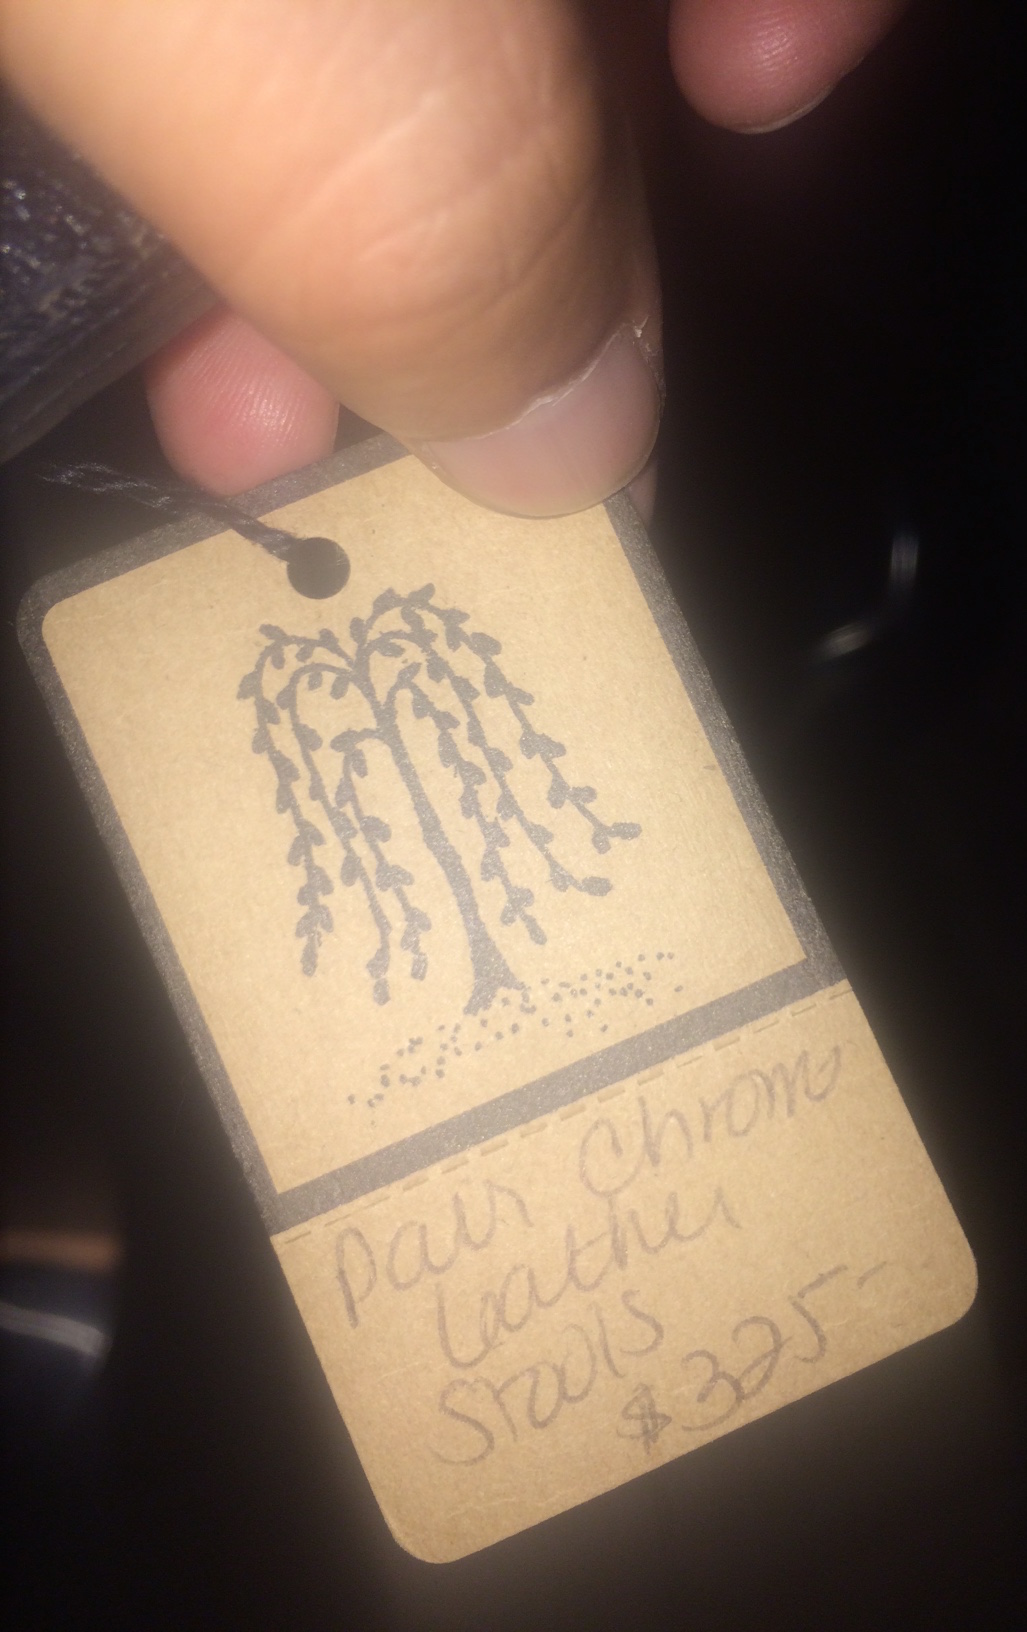 Pair Chrome
Leather
Stools
$325-